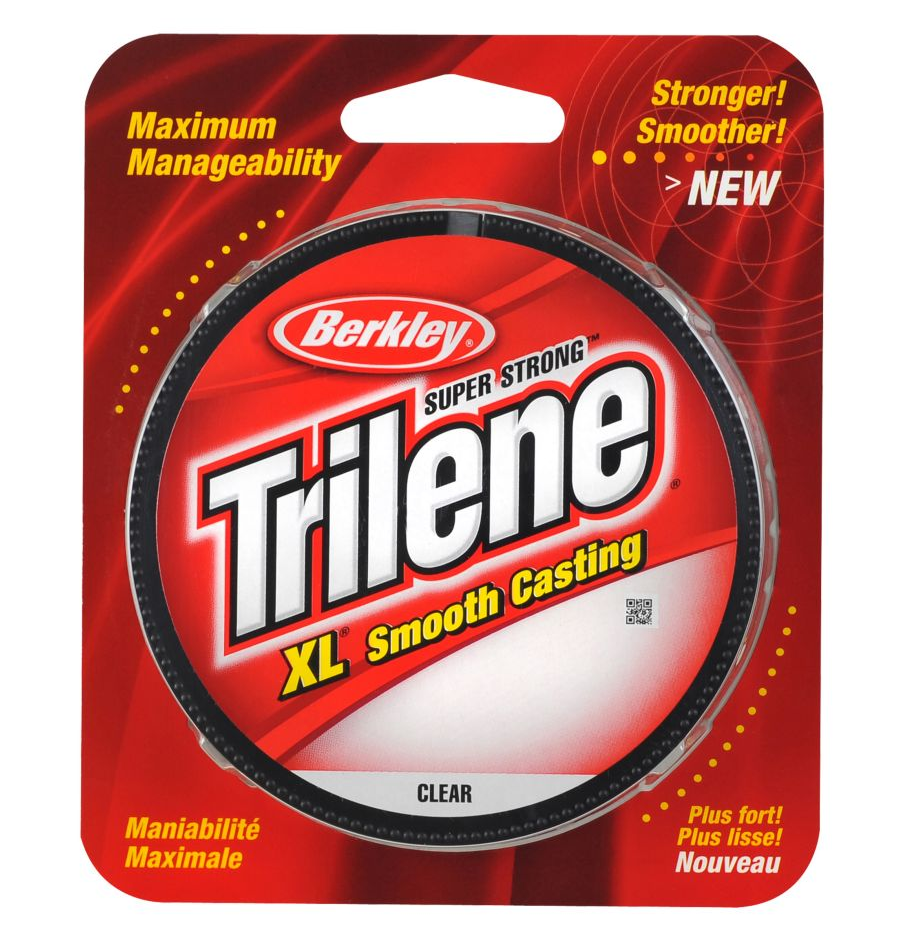 Maximum
Manageability
Stronger!
Smoother!
> NEW
Berkley®
SUPER STRONG™
Trilene®
XL® Smooth Casting
CLEAR
Maniabilité
Maximale
Plus fort!
Plus lisse!
Nouveau